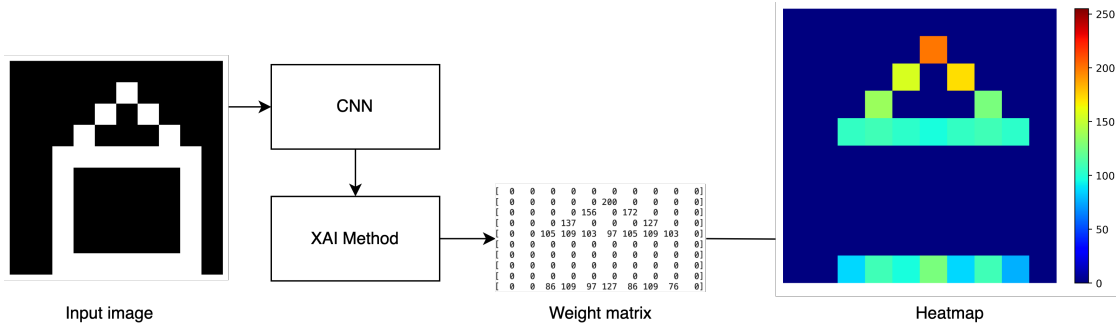 250
200
150
100
50
0
CNN
XAI Method
[ 0 0 0 0 0 0 0 0 0 0]
[ 0 0 0 0 0 200 0 0 0 0]
[ 0 0 0 0 156 0 172 0 0 0]
[ 0 0 0 137 0 0 0 127 0 0]
[ 0 0 105 109 103 97 105 109 103 0]
[ 0 0 0 0 0 0 0 0 0 0]
[ 0 0 0 0 0 0 0 0 0 0]
[ 0 0 0 0 0 0 0 0 0 0]
[ 0 0 0 0 0 0 0 0 0 0]
[ 0 0 86 109 97 127 86 109 76 0]
Input image
Weight matrix
Heatmap